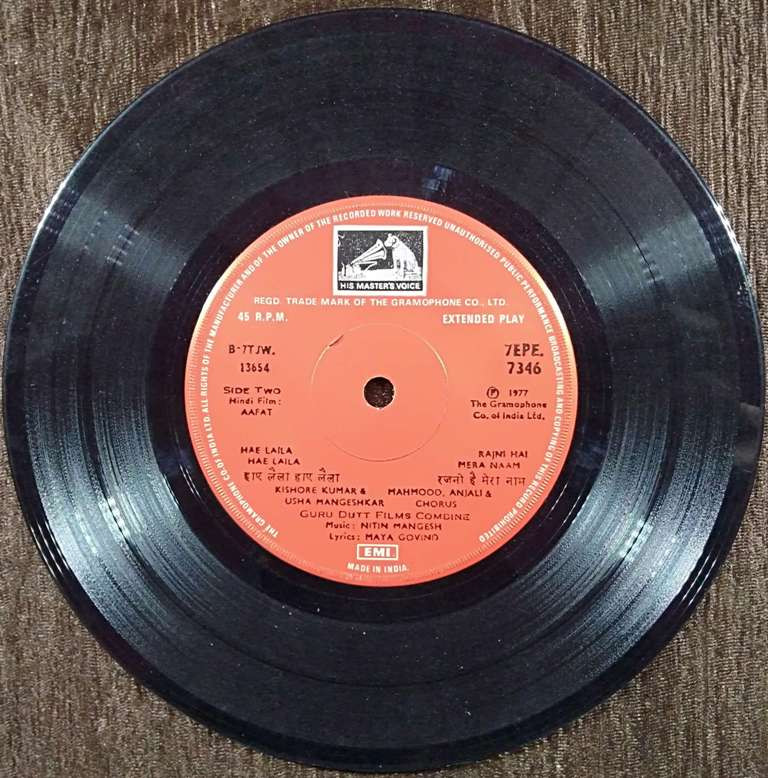 THE GRAMOPHONE CO. OF INDIA LTD. ALL RIGHTS OF THE MANUFACTURER AND OF THE OWNER OF THE RECORDED WORK RESERVED UNAUTHORISED PUBLIC PERFORMANCE BROADCASTING AND COPYING OF THIS RECORD PROHIBITED
HIS MASTER'S VOICE
REGD. TRADE MARK OF THE GRAMOPHONE CO., LTD.
45 R.P.M. EXTENDED PLAY
B-7TJW. 7EPE.
13654 7346
SIDE TWO Ⓟ 1977
Hindi Film: The Gramophone
AAFAT Co. of India Ltd.
HAE LAILA RAJNI HAI
HAE LAILA MERA NAAM
हाए लैला हाए लैला रजनी है मेरा नाम
KISHORE KUMAR & MAHMOOD, ANJALI &
USHA MANGESHKAR CHORUS
GURU DUTT FILMS COMBINE
Music: NITIN MANGESH
Lyrics: MAYA GOVIND
EMI
MADE IN INDIA.